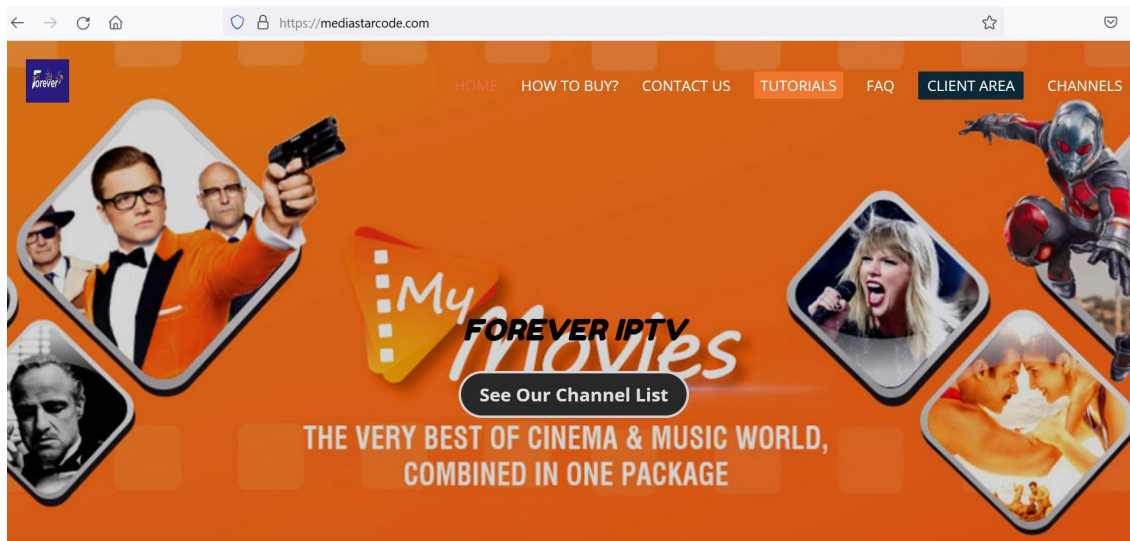 https://mediastarcode.com
Forever
HOME HOW TO BUY? CONTACT US TUTORIALS FAQ CLIENT AREA CHANNELS
My
Movies
FOREVER IPTV
See Our Channel List
THE VERY BEST OF CINEMA & MUSIC WORLD,
COMBINED IN ONE PACKAGE